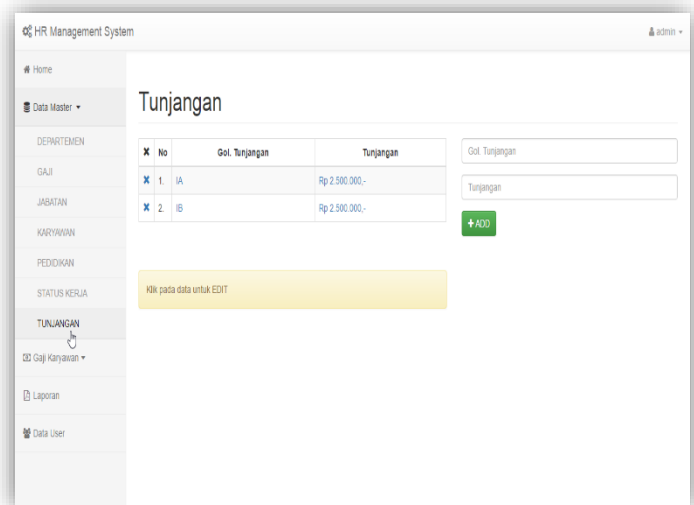 HR Management System
admin
Home
Data Master
DEPARTEMEN
GAJI
JABATAN
KARYAWAN
PEDIDIKAN
STATUS KERJA
TUNJANGAN
Gaji Karyawan
Laporan
Data User
Tunjangan
No Gol. Tunjangan Tunjangan
1. IA Rp 2.500.000,-
2. IB Rp 2.500.000,-
Klik pada data untuk EDIT
Gol. Tunjangan
Tunjangan
+ ADD